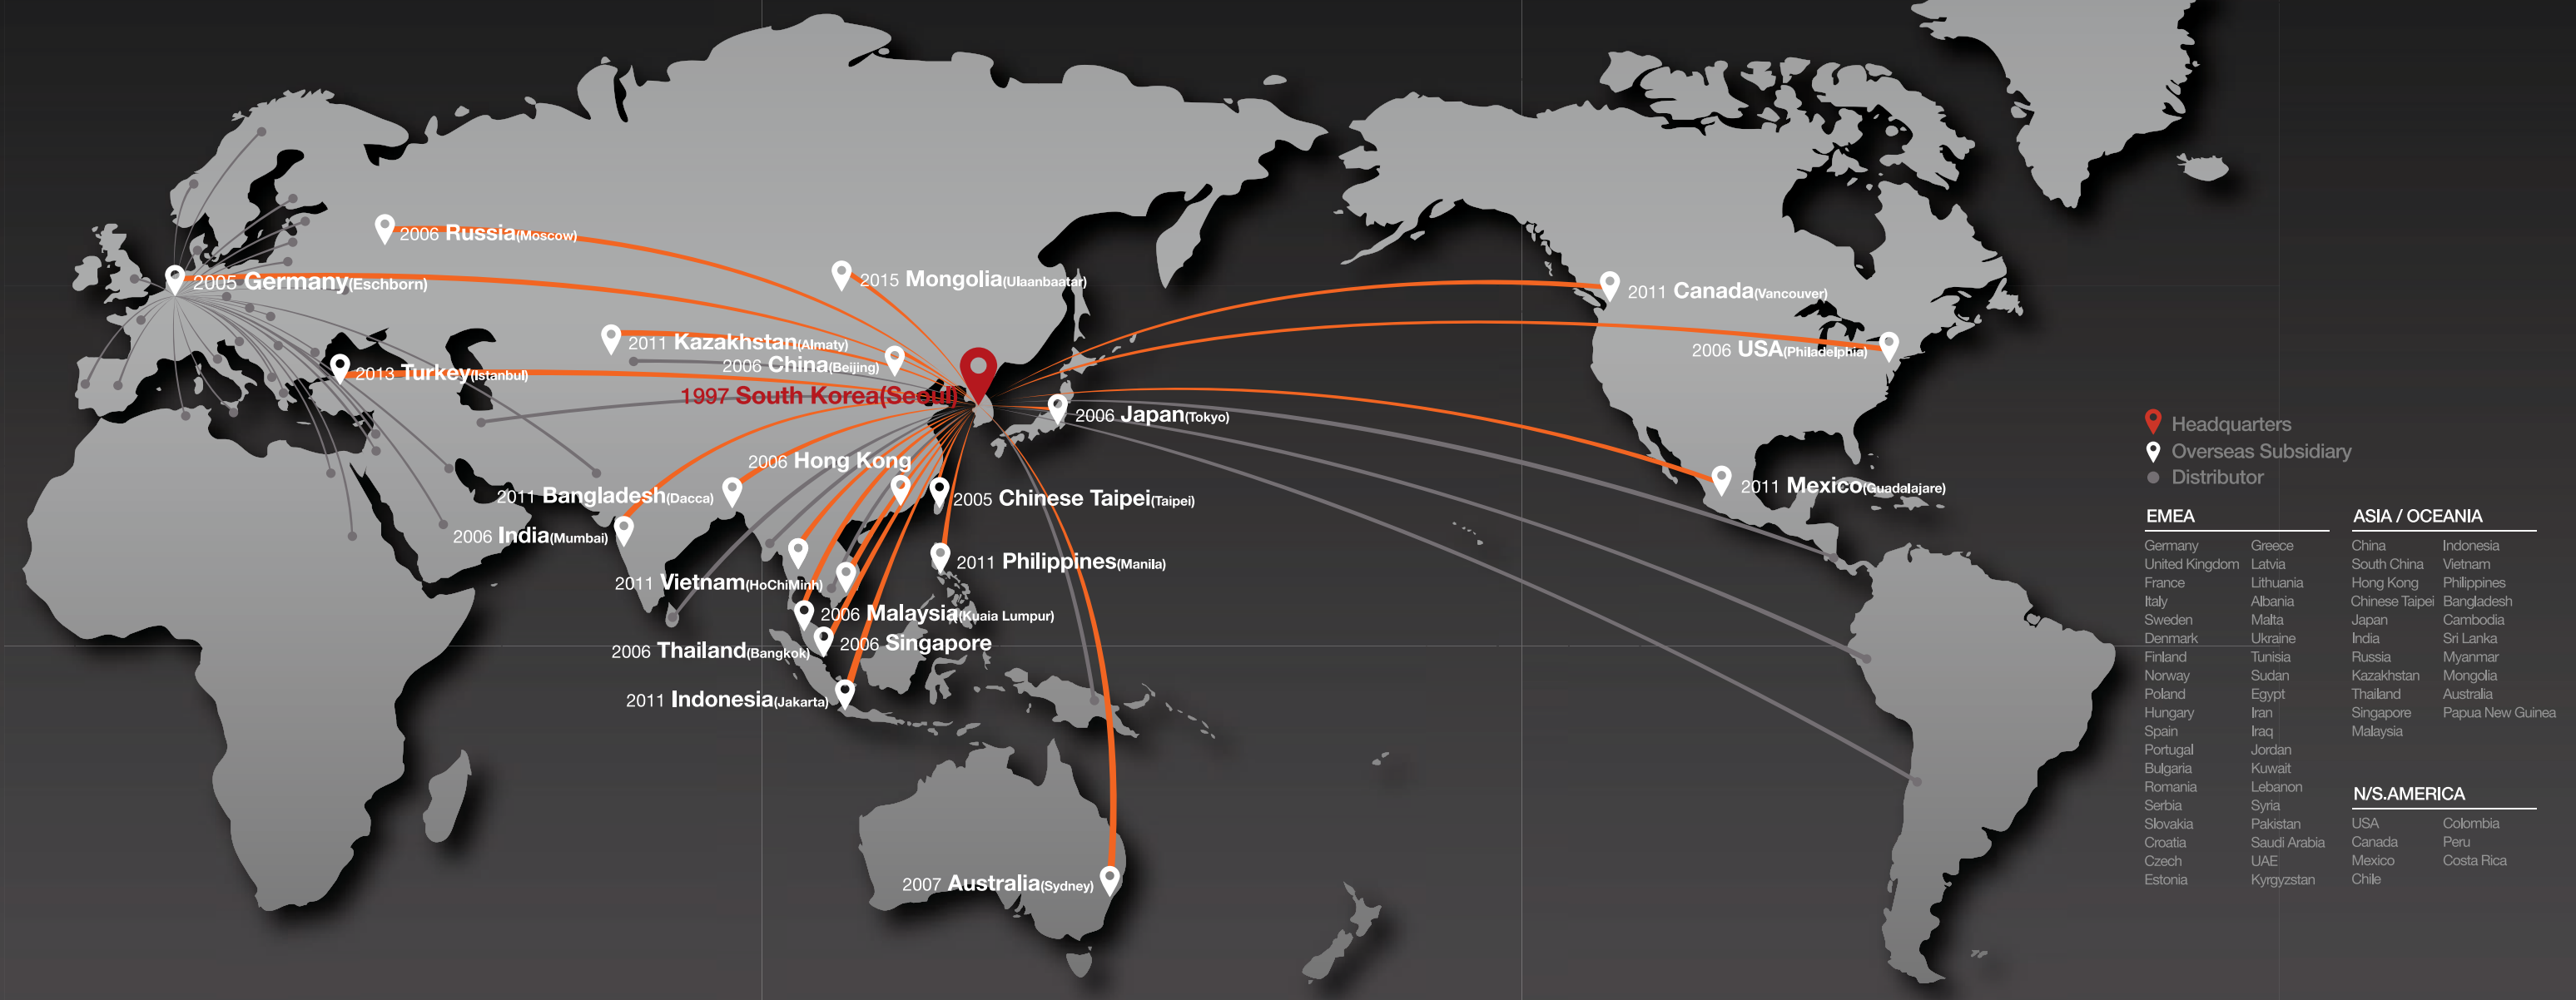 2006 Russia(Moscow)
2005 Germany(Eschborn)
2015 Mongolia(Ulaanbaatar)
2011 Canada(Vancouver)
2011 Kazakhstan(Almaty)
2006 China(Beijing)
2006 USA(Philadelphia)
2013 Turkey(Istanbul)
1997 South Korea(Seoul)
2006 Japan(Tokyo)
2006 Hong Kong
2011 Bangladesh(Dacca)
2005 Chinese Taipei(Taipei)
2011 Mexico(Guadalajare)
2006 India(Mumbai)
2011 Philippines(Manila)
2011 Vietnam(HoChiMinh)
2006 Malaysia(Kuaia Lumpur)
2006 Singapore
2006 Thailand(Bangkok)
2011 Indonesia(Jakarta)
2007 Australia(Sydney)
Headquarters
Overseas Subsidiary
Distributor
EMEA
Germany
United Kingdom
France
Italy
Sweden
Denmark
Finland
Norway
Poland
Hungary
Spain
Portugal
Bulgaria
Romania
Serbia
Slovakia
Croatia
Czech
Estonia
Greece
Latvia
Lithuania
Albania
Malta
Ukraine
Tunisia
Sudan
Egypt
Iran
Iraq
Jordan
Kuwait
Lebanon
Syria
Pakistan
Saudi Arabia
UAE
Kyrgyzstan
ASIA / OCEANIA
China
South China
Hong Kong
Chinese Taipei
Japan
India
Russia
Kazakhstan
Thailand
Singapore
Malaysia
Indonesia
Vietnam
Philippines
Bangladesh
Cambodia
Sri Lanka
Myanmar
Mongolia
Australia
Papua New Guinea
N/S.AMERICA
USA
Canada
Mexico
Chile
Colombia
Peru
Costa Rica